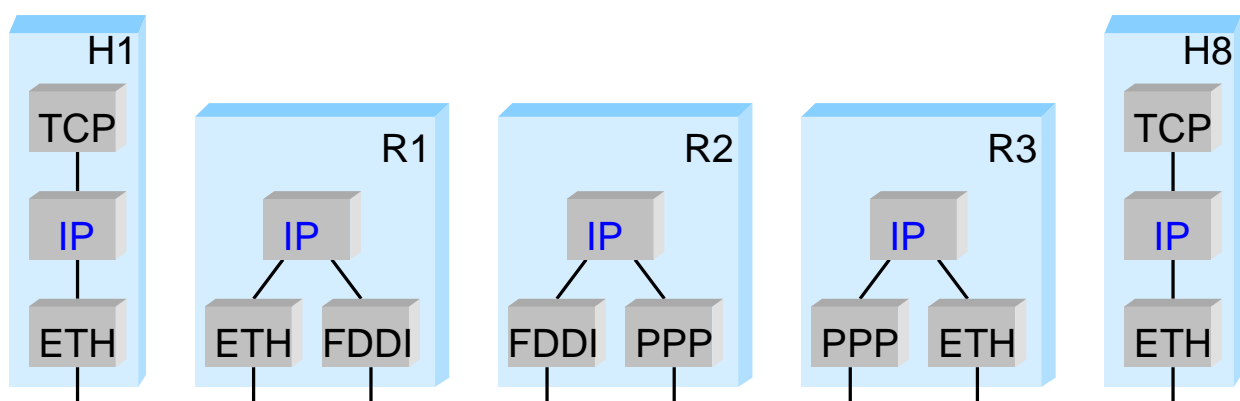 H1
TCP
IP
ETH
R1
IP
ETH FDDI
R2
IP
FDDI PPP
R3
IP
PPP ETH
H8
TCP
IP
ETH